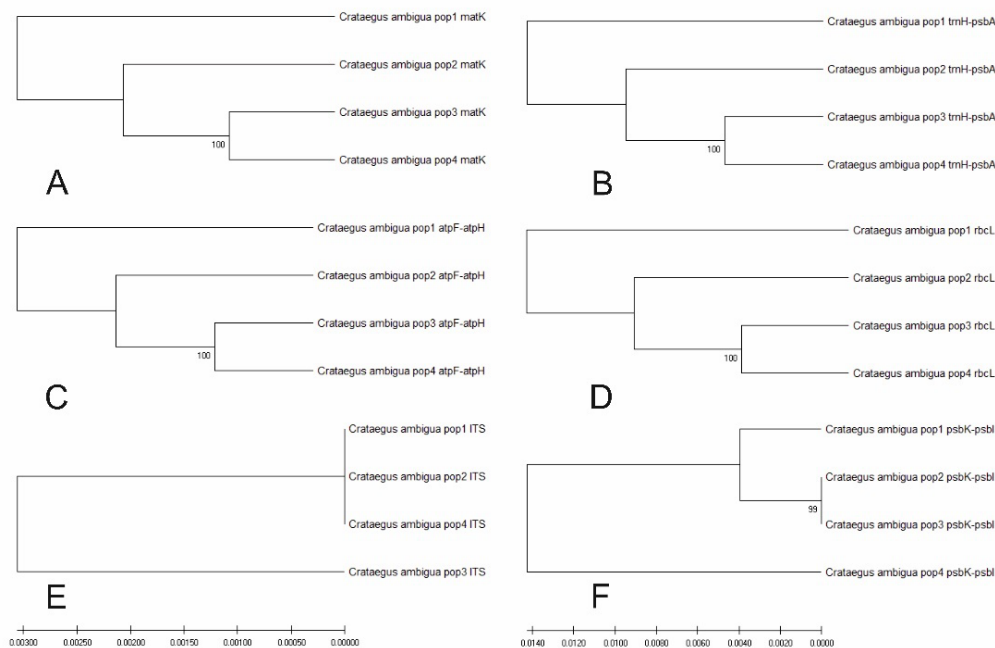 Crataegus ambigua pop1 matK
Crataegus ambigua pop2 matK
Crataegus ambigua pop3 matK
100
Crataegus ambigua pop4 matK
A
Crataegus ambigua pop1 trnH-psbA
Crataegus ambigua pop2 trnH-psbA
Crataegus ambigua pop3 trnH-psbA
100
Crataegus ambigua pop4 trnH-psbA
B
Crataegus ambigua pop1 atpF-atpH
Crataegus ambigua pop2 atpF-atpH
Crataegus ambigua pop3 atpF-atpH
100
Crataegus ambigua pop4 atpF-atpH
C
Crataegus ambigua pop1 rbcL
Crataegus ambigua pop2 rbcL
Crataegus ambigua pop3 rbcL
100
Crataegus ambigua pop4 rbcL
D
Crataegus ambigua pop1 ITS
Crataegus ambigua pop2 ITS
Crataegus ambigua pop4 ITS
Crataegus ambigua pop3 ITS
E
Crataegus ambigua pop1 psbK-psbI
Crataegus ambigua pop2 psbK-psbI
99
Crataegus ambigua pop3 psbK-psbI
Crataegus ambigua pop4 psbK-psbI
F
0.00300 0.00250 0.00200 0.00150 0.00100 0.00050 0.00000
0.0140 0.0120 0.0100 0.0080 0.0060 0.0040 0.0020 0.0000